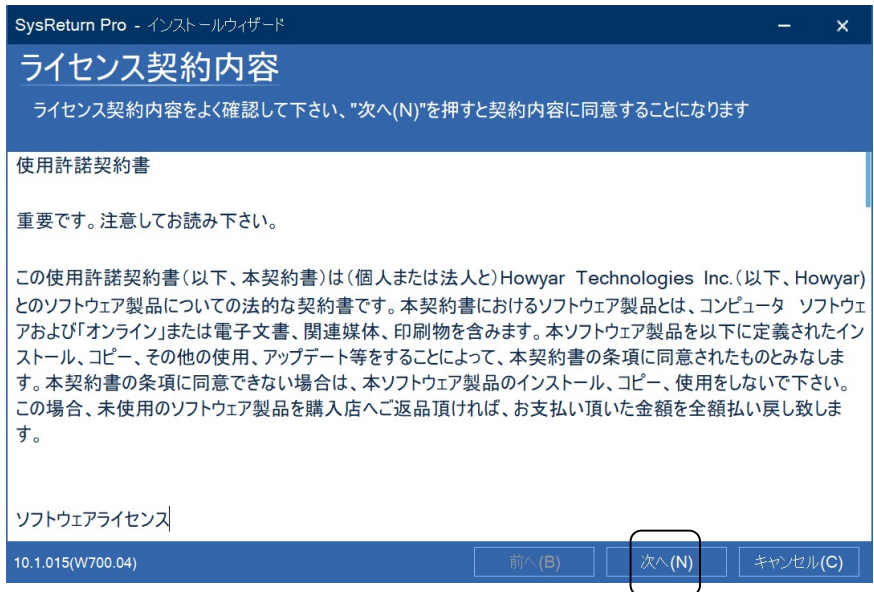 SysReturn Pro - インストールウィザード
ライセンス契約内容
ライセンス契約内容をよく確認して下さい、"次へ(N)"を押すと契約内容に同意することになります
使用許諾契約書
重要です。注意してお読み下さい。
この使用許諾契約書(以下、本契約書)は(個人または法人と)Howyar Technologies Inc.(以下、Howyar)
とのソフトウェア製品についての法的な契約書です。本契約書におけるソフトウェア製品とは、コンピュータ ソフトウェ
アおよび「オンライン」または電子文書、関連媒体、印刷物を含みます。本ソフトウェア製品を以下に定義されたイン
ストール、コピー、その他の使用、アップデート等をすることによって、本契約書の条項に同意されたものとみなしま
す。本契約書の条項に同意できない場合は、本ソフトウェア製品のインストール、コピー、使用をしないで下さい。
この場合、未使用のソフトウェア製品を購入店へご返品頂ければ、お支払い頂いた金額を全額払い戻し致しま
す。
ソフトウェアライセンス
10.1.015(W700.04)
前へ(B)
次へ(N)
キャンセル(C)